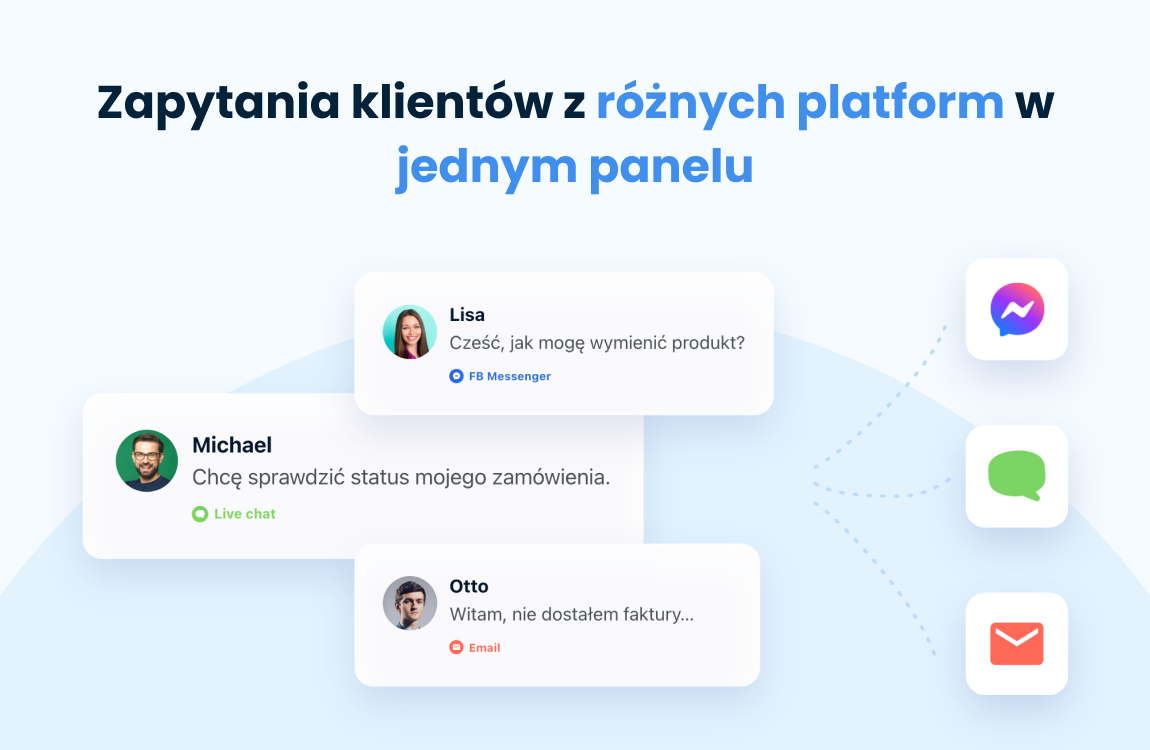 Zapytania klientów z różnych platform w
jednym panelu
Lisa
Cześć, jak mogę wymienić produkt?
FB Messenger
Michael
Chcę sprawdzić status mojego zamówienia.
Live chat
Otto
Witam, nie dostałem faktury...
Email